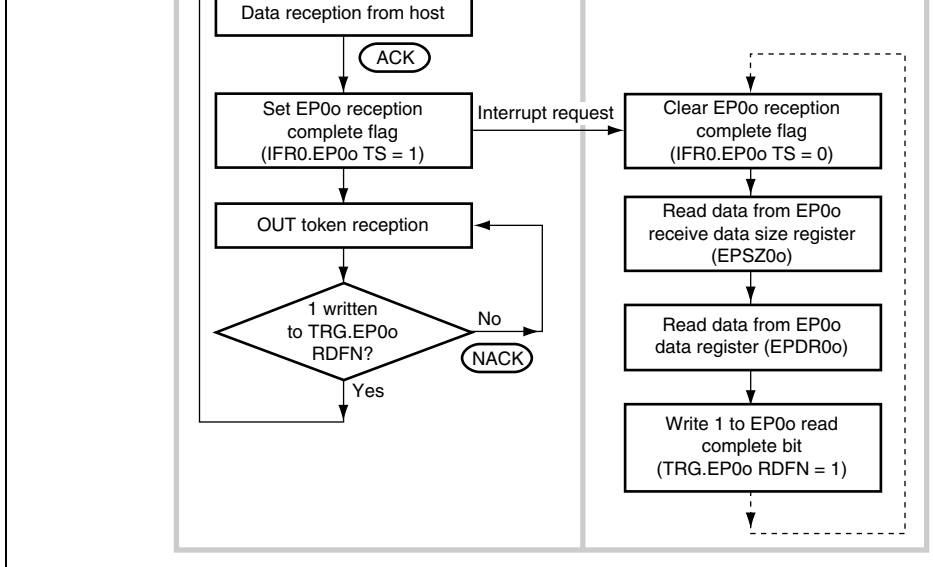 Data reception from host
ACK
Set EP0o reception
complete flag
(IFR0.EP0o TS = 1)
Interrupt request
OUT token reception
1 written
to TRG.EP0o
RDFN?
No
NACK
Yes
Clear EP0o reception
complete flag
(IFR0.EP0o TS = 0)
Read data from EP0o
receive data size register
(EPSZ0o)
Read data from EP0o
data register (EPDR0o)
Write 1 to EP0o read
complete bit
(TRG.EP0o RDFN = 1)